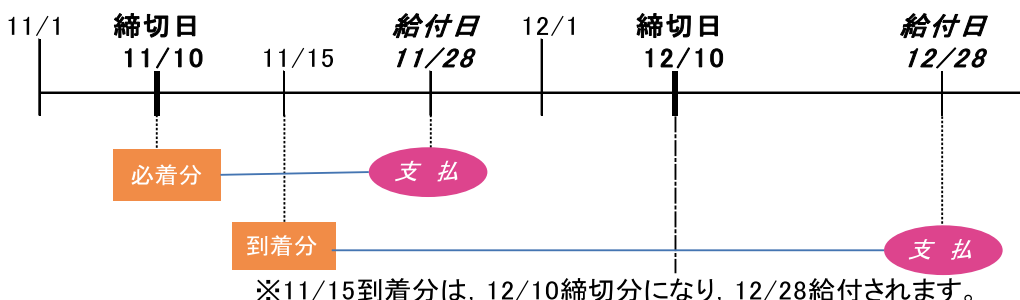 11/1 締切日 給付日 12/1 締切日 給付日
11/10 11/15 11/28 12/10 12/28
必着分 支 払
到着分 支 払
※11/15到着分は，12/10締切分になり，12/28給付されます。